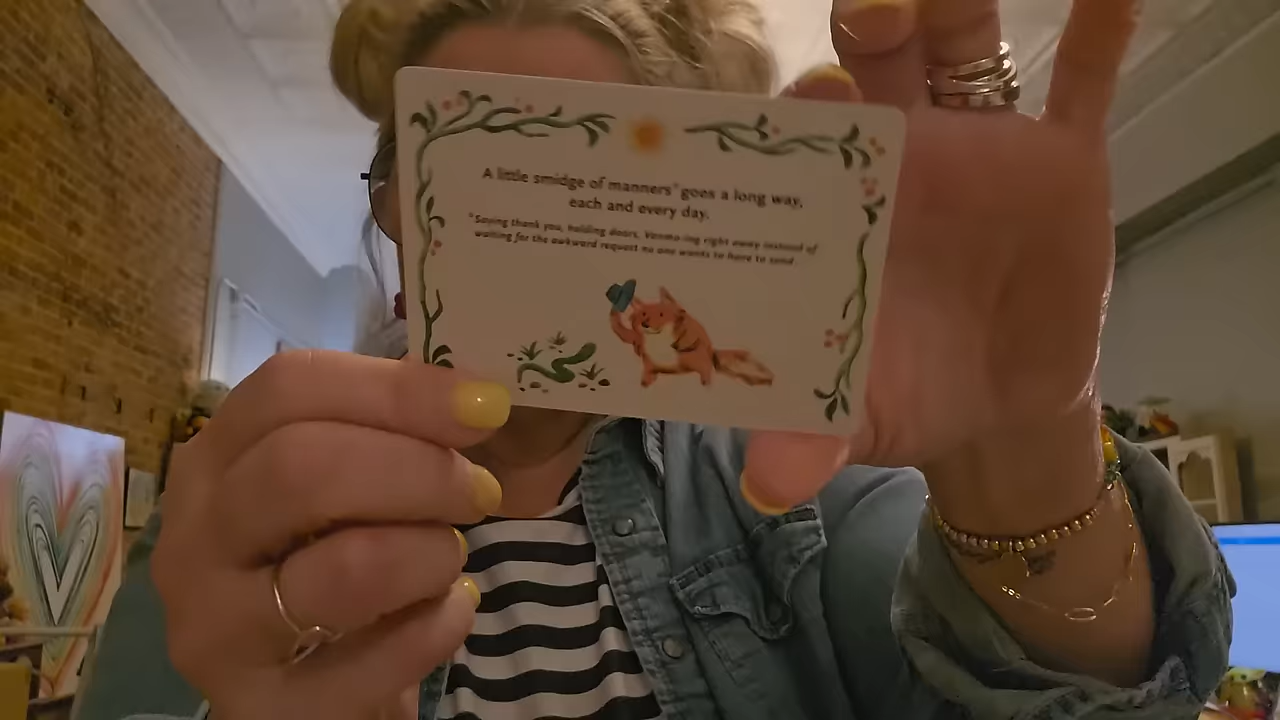 A little smidge of manners* goes a long way,
each and every day.
*Saying thank you, holding doors, Venmo-ing right away instead of
waiting for the awkward request no one wants to have to send.